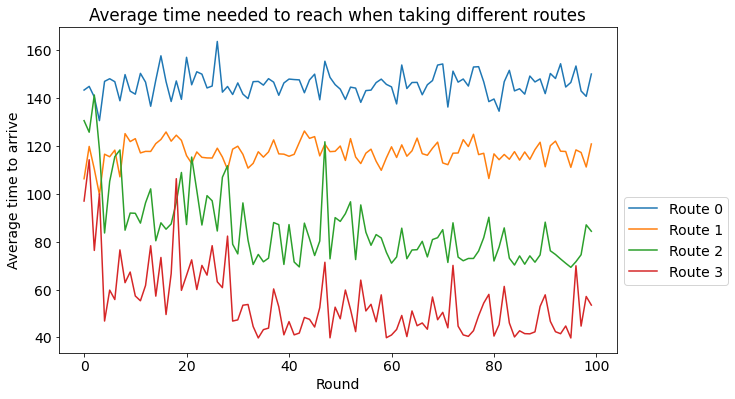 Average time needed to reach when taking different routes
Average time to arrive
160
140
120
100
80
60
40
0
20
40
60
80
100
Round
Route 0
Route 1
Route 2
Route 3